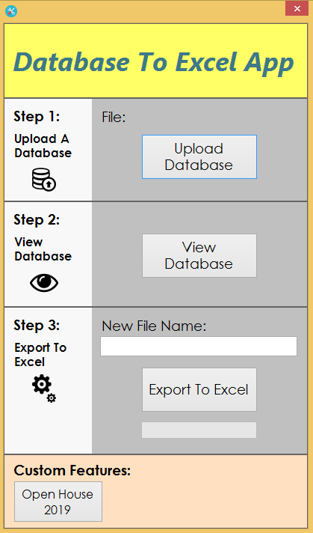 Database To Excel App
Step 1:
Upload A
Database
File:
Upload
Database
Step 2:
View
Database
View
Database
Step 3:
Export To
Excel
New File Name:
Export To Excel
Custom Features:
Open House
2019